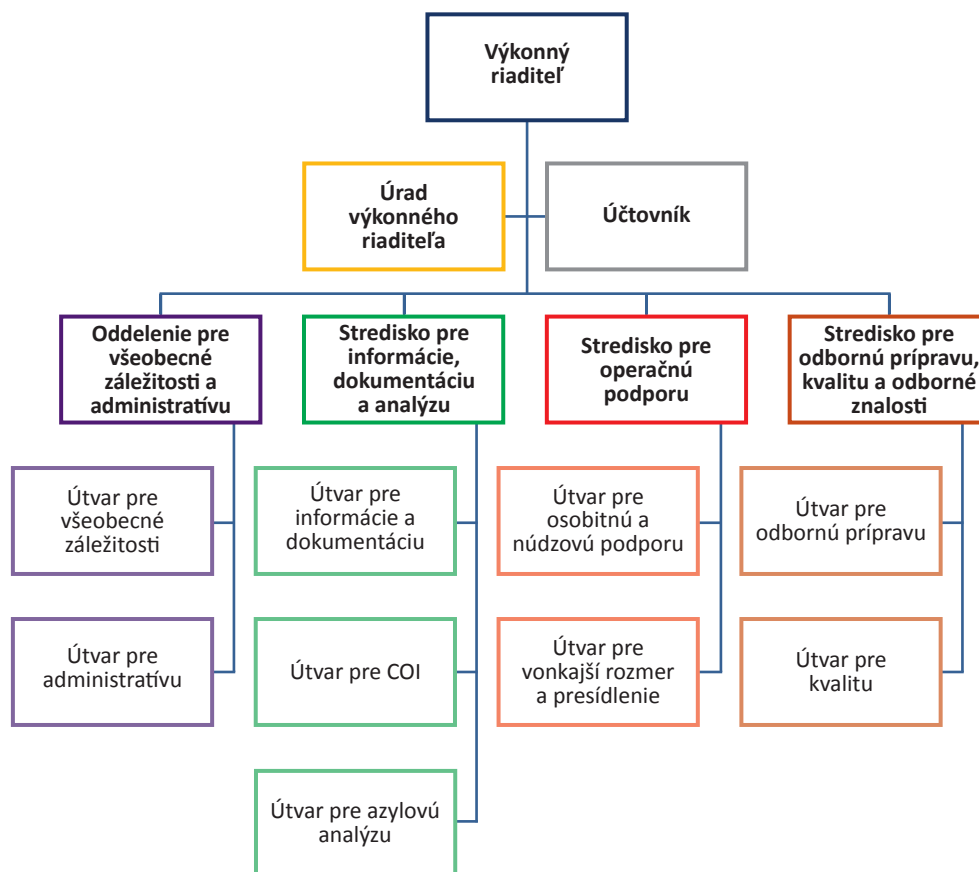 Výkonný
riaditeľ
Úrad
výkonného
riaditeľa
Účtovník
Oddelenie pre
všeobecné
záležitosti a
administratívu
Stredisko pre
informácie,
dokumentáciu
a analýzu
Stredisko pre
operačnú
podporu
Stredisko pre
odbornú prípravu,
kvalitu a odborné
znalosti
Útvar pre
všeobecné
záležitosti
Útvar pre
informácie a
dokumentáciu
Útvar pre
osobitnú a
núdzovú podporu
Útvar pre
odbornú prípravu
Útvar pre
administratívu
Útvar pre COI
Útvar pre
vonkajší rozmer
a presídlenie
Útvar pre
kvalitu
Útvar pre azylovú
analýzu